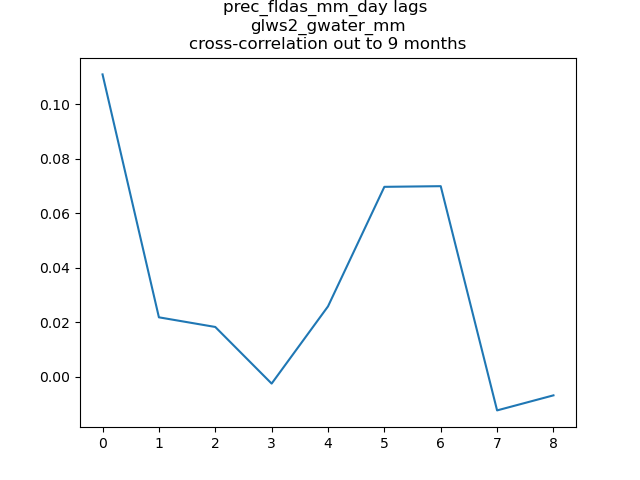 prec_fldas_mm_day lags
glws2_gwater_mm
cross-correlation out to 9 months
0.10
0.08
0.06
0.04
0.02
0.00
0 1 2 3 4 5 6 7 8